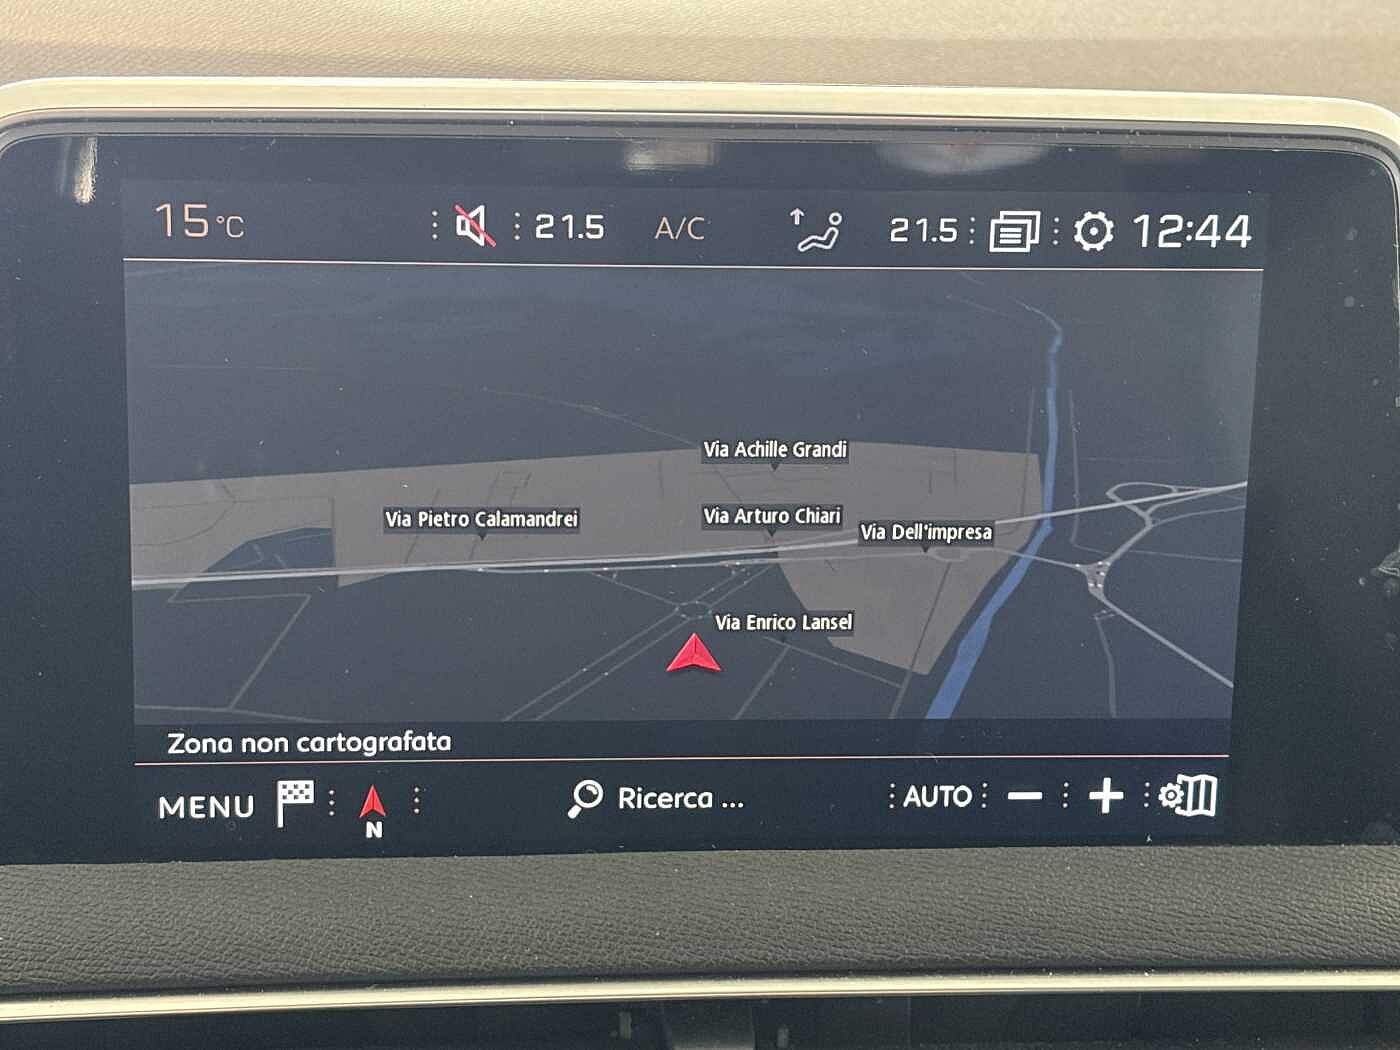 15°C 21.5 A/C 21.5 12:44
Via Achille Grandi
Via Pietro Calamandrei
Via Arturo Chiari
Via Dell'impresa
Via Enrico Lansel
Zona non cartografata
MENU N Ricerca ... AUTO − +